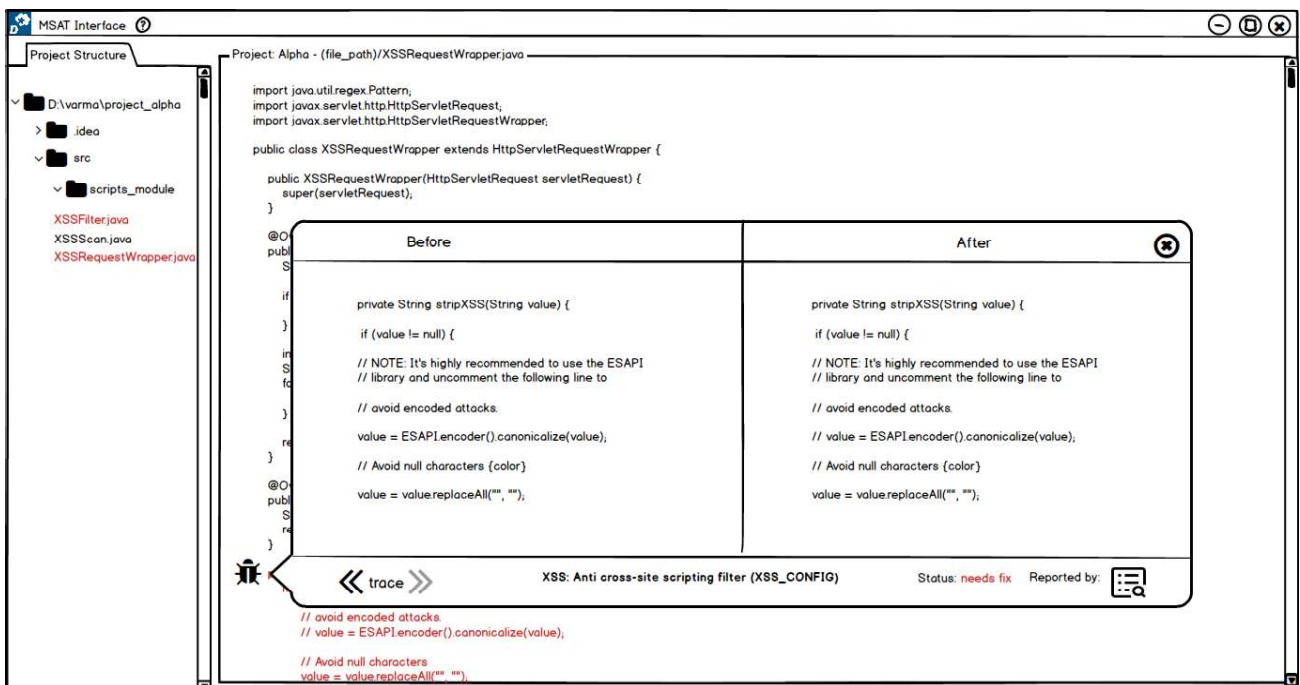 MSAT Interface ?
Project Structure
D:\varma\project_alpha
.idea
src
scripts_module
XSSFilter.java
XSSScan.java
XSSRequestWrapper.java
Project: Alpha - (file_path)/XSSRequestWrapper.java
import java.util.regex.Pattern;
import javax.servlet.http.HttpServletRequest;
import javax.servlet.http.HttpServletRequestWrapper;
public class XSSRequestWrapper extends HttpServletRequestWrapper {
public XSSRequestWrapper(HttpServletRequest servletRequest) {
super(servletRequest);
}
@O
publ
S
if
}
in
S
fo
}
re
}
@O
publ
S
re
}
Before
private String stripXSS(String value) {
if (value != null) {
// NOTE: It's highly recommended to use the ESAPI
// library and uncomment the following line to
// avoid encoded attacks.
value = ESAPI.encoder().canonicalize(value);
// Avoid null characters {color}
value = value.replaceAll("", "");
After
private String stripXSS(String value) {
if (value != null) {
// NOTE: It's highly recommended to use the ESAPI
// library and uncomment the following line to
// avoid encoded attacks.
// value = ESAPI.encoder().canonicalize(value);
// Avoid null characters {color}
value = value.replaceAll("", "");
trace
XSS: Anti cross-site scripting filter (XSS_CONFIG)
Status: needs fix
Reported by:
// avoid encoded attacks.
// value = ESAPI.encoder().canonicalize(value);
// Avoid null characters
value = value.replaceAll("", "");